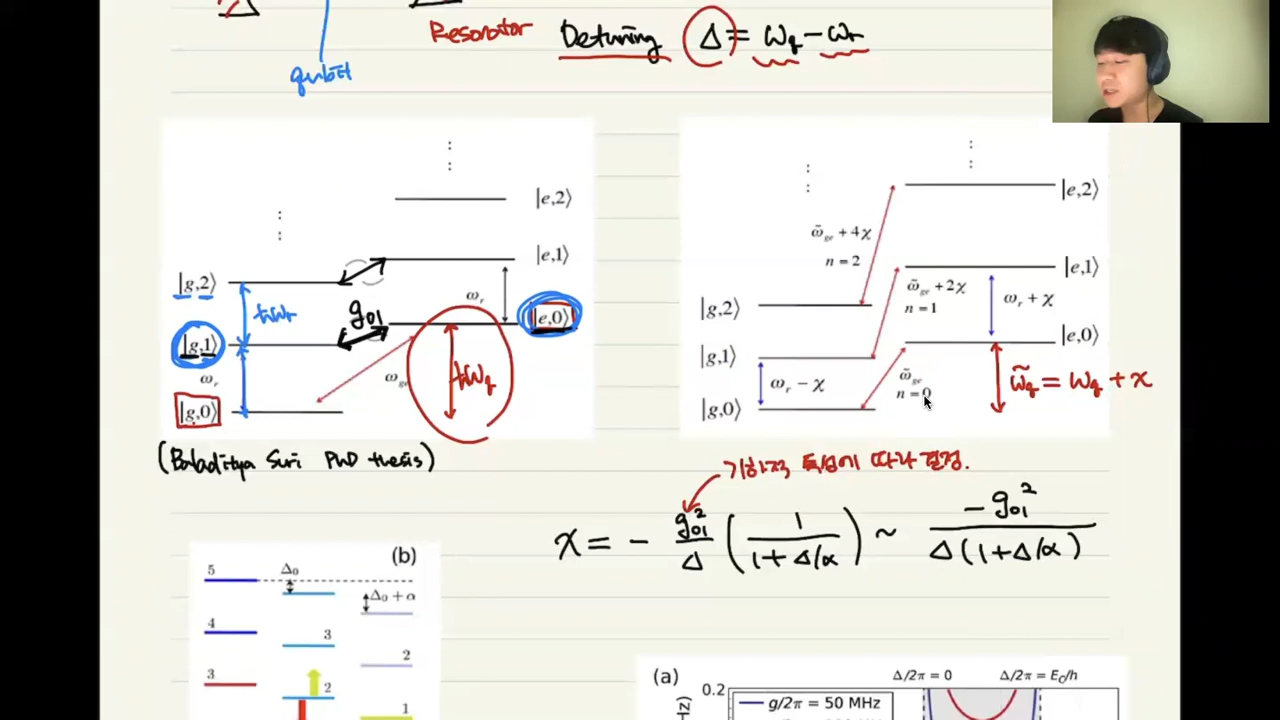 Resonator Detuning Δ = ωq - ωr
qubit
|e,2⟩
|e,1⟩
|g,2⟩
ħωr
g01
ωr
|e,0⟩
|g,1⟩
ωr
ħωq
|g,0⟩
(Baladitya Suri PhD thesis)
|e,2⟩
ω̃ge + 4χ
n = 2
|e,1⟩
ω̃ge + 2χ
n = 1
|g,2⟩
ωr + χ
|e,0⟩
|g,1⟩
ωr − χ
ω̃ge
n = 0
ω̃q = ωq + χ
|g,0⟩
기하적 특성에 따라 결정.
χ = - g01²/Δ (1/(1+Δ/α)) ~ -g01²/(Δ(1+Δ/α))
(b)
5 Δ0
Δ0 + α
4
3
3
2
2
1
(a)
Δ/2π = 0 Δ/2π = EC/h
0.2
g/2π = 50 MHz